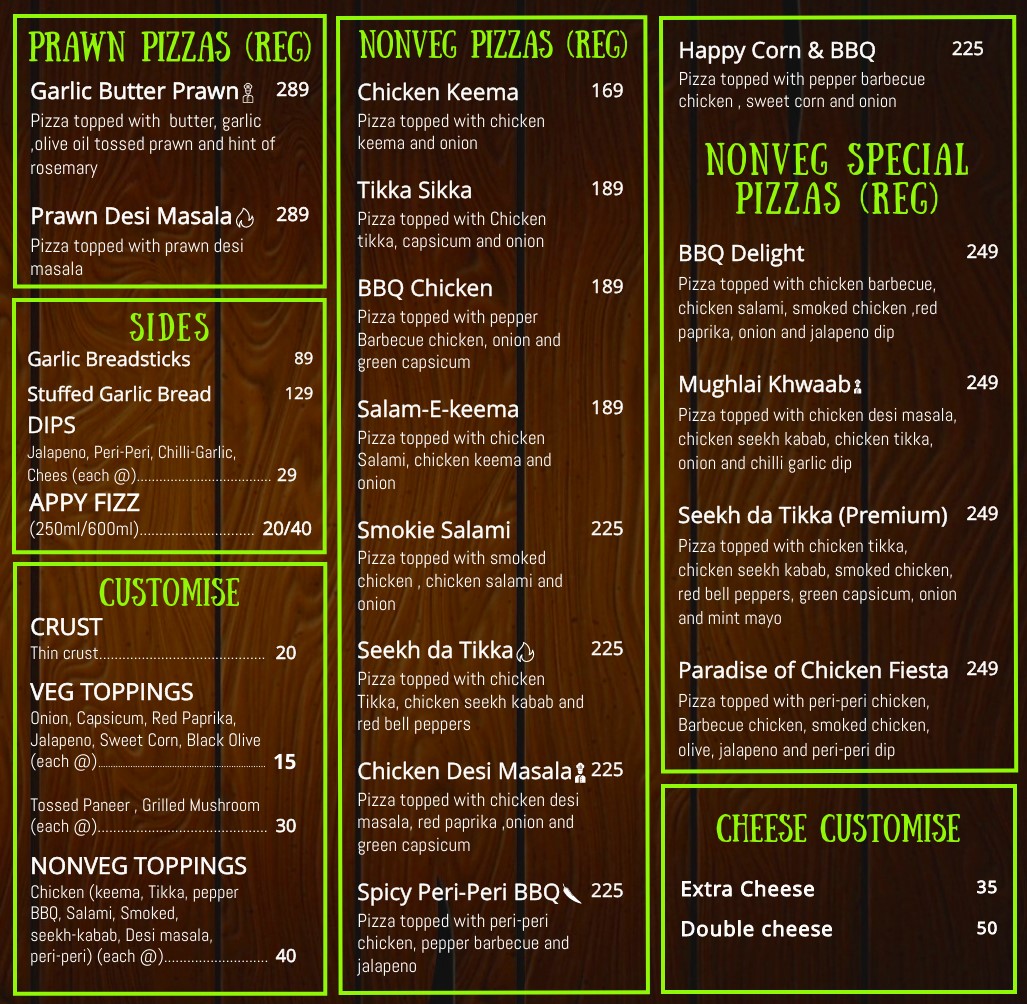 PRAWN PIZZAS (REG)
Garlic Butter Prawn 289
Pizza topped with butter, garlic
,olive oil tossed prawn and hint of
rosemary
Prawn Desi Masala 289
Pizza topped with prawn desi
masala
SIDES
Garlic Breadsticks 89
Stuffed Garlic Bread 129
DIPS
Jalapeno, Peri-Peri, Chilli-Garlic,
Chees (each @)............................... 29
APPY FIZZ
(250ml/600ml).......................... 20/40
CUSTOMISE
CRUST
Thin crust...................................... 20
VEG TOPPINGS
Onion, Capsicum, Red Paprika,
Jalapeno, Sweet Corn, Black Olive
(each @)...................................... 15
Tossed Paneer , Grilled Mushroom
(each @)....................................... 30
NONVEG TOPPINGS
Chicken (keema, Tikka, pepper
BBQ, Salami, Smoked,
seekh-kabab, Desi masala,
peri-peri) (each @)........................ 40
NONVEG PIZZAS (REG)
Chicken Keema 169
Pizza topped with chicken
keema and onion
Tikka Sikka 189
Pizza topped with Chicken
tikka, capsicum and onion
BBQ Chicken 189
Pizza topped with pepper
Barbecue chicken, onion and
green capsicum
Salam-E-keema 189
Pizza topped with chicken
Salami, chicken keema and
onion
Smokie Salami 225
Pizza topped with smoked
chicken , chicken salami and
onion
Seekh da Tikka 225
Pizza topped with chicken
Tikka, chicken seekh kabab and
red bell peppers
Chicken Desi Masala 225
Pizza topped with chicken desi
masala, red paprika ,onion and
green capsicum
Spicy Peri-Peri BBQ 225
Pizza topped with peri-peri
chicken, pepper barbecue and
jalapeno
Happy Corn & BBQ 225
Pizza topped with pepper barbecue
chicken , sweet corn and onion
NONVEG SPECIAL
PIZZAS (REG)
BBQ Delight 249
Pizza topped with chicken barbecue,
chicken salami, smoked chicken ,red
paprika, onion and jalapeno dip
Mughlai Khwaab 249
Pizza topped with chicken desi masala,
chicken seekh kabab, chicken tikka,
onion and chilli garlic dip
Seekh da Tikka (Premium) 249
Pizza topped with chicken tikka,
chicken seekh kabab, smoked chicken,
red bell peppers, green capsicum, onion
and mint mayo
Paradise of Chicken Fiesta 249
Pizza topped with peri-peri chicken,
Barbecue chicken, smoked chicken,
olive, jalapeno and peri-peri dip
CHEESE CUSTOMISE
Extra Cheese 35
Double cheese 50